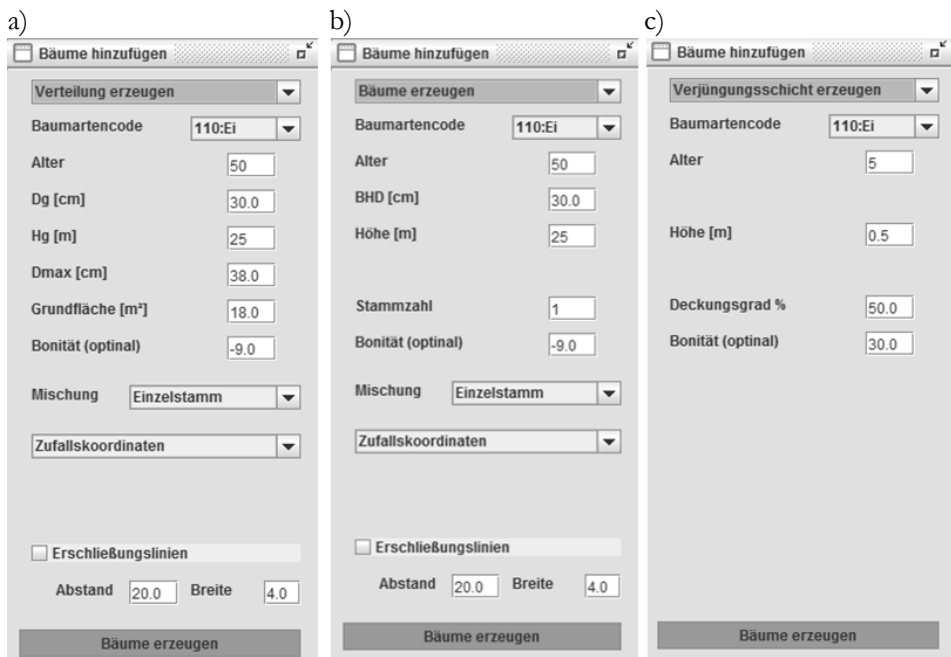 a)
Bäume hinzufügen
Verteilung erzeugen
Baumartencode 110:Ei
Alter 50
Dg [cm] 30.0
Hg [m] 25
Dmax [cm] 38.0
Grundfläche [m²] 18.0
Bonität (optinal) -9.0
Mischung Einzelstamm
Zufallskoordinaten
Erschließungslinien
Abstand 20.0 Breite 4.0
Bäume erzeugen
b)
Bäume hinzufügen
Bäume erzeugen
Baumartencode 110:Ei
Alter 50
BHD [cm] 30.0
Höhe [m] 25
Stammzahl 1
Bonität (optinal) -9.0
Mischung Einzelstamm
Zufallskoordinaten
Erschließungslinien
Abstand 20.0 Breite 4.0
Bäume erzeugen
c)
Bäume hinzufügen
Verjüngungsschicht erzeugen
Baumartencode 110:Ei
Alter 5
Höhe [m] 0.5
Deckungsgrad % 50.0
Bonität (optinal) 30.0
Bäume erzeugen